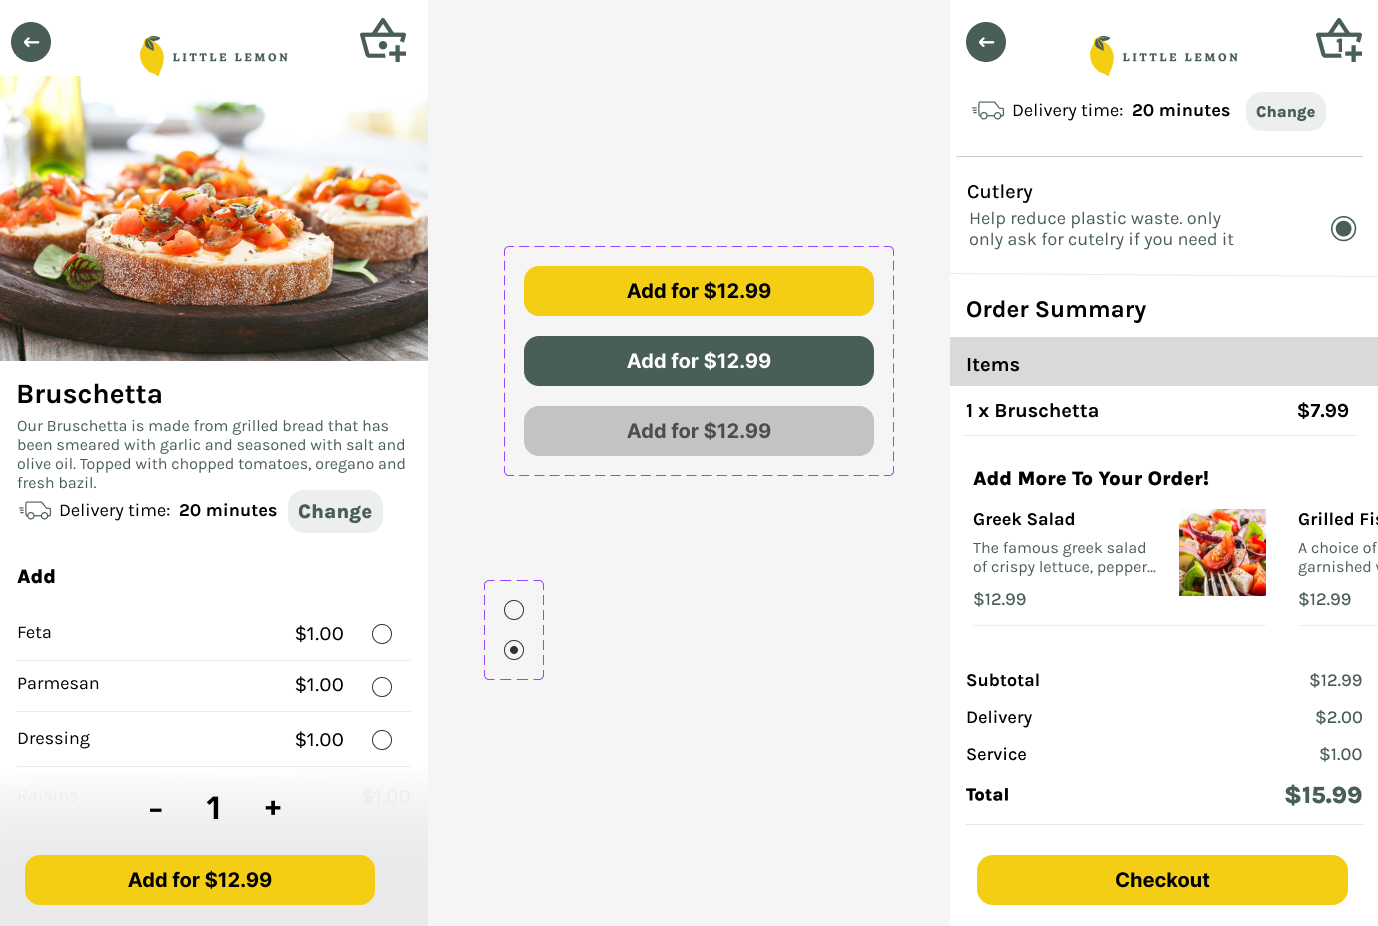 LITTLE LEMON
Bruschetta
Our Bruschetta is made from grilled bread that has
been smeared with garlic and seasoned with salt and
olive oil. Topped with chopped tomatoes, oregano and
fresh bazil.
Delivery time: 20 minutes Change
Add
Feta $1.00
Parmesan $1.00
Dressing $1.00
Raisins $1.00
- 1 +
Add for $12.99
Add for $12.99
Add for $12.99
Add for $12.99
LITTLE LEMON
1
Delivery time: 20 minutes Change
Cutlery
Help reduce plastic waste. only
only ask for cutelry if you need it
Order Summary
Items
1 x Bruschetta $7.99
Add More To Your Order!
Greek Salad
The famous greek salad
of crispy lettuce, pepper...
$12.99
Grilled Fis
A choice of
garnished
$12.99
Subtotal $12.99
Delivery $2.00
Service $1.00
Total $15.99
Checkout